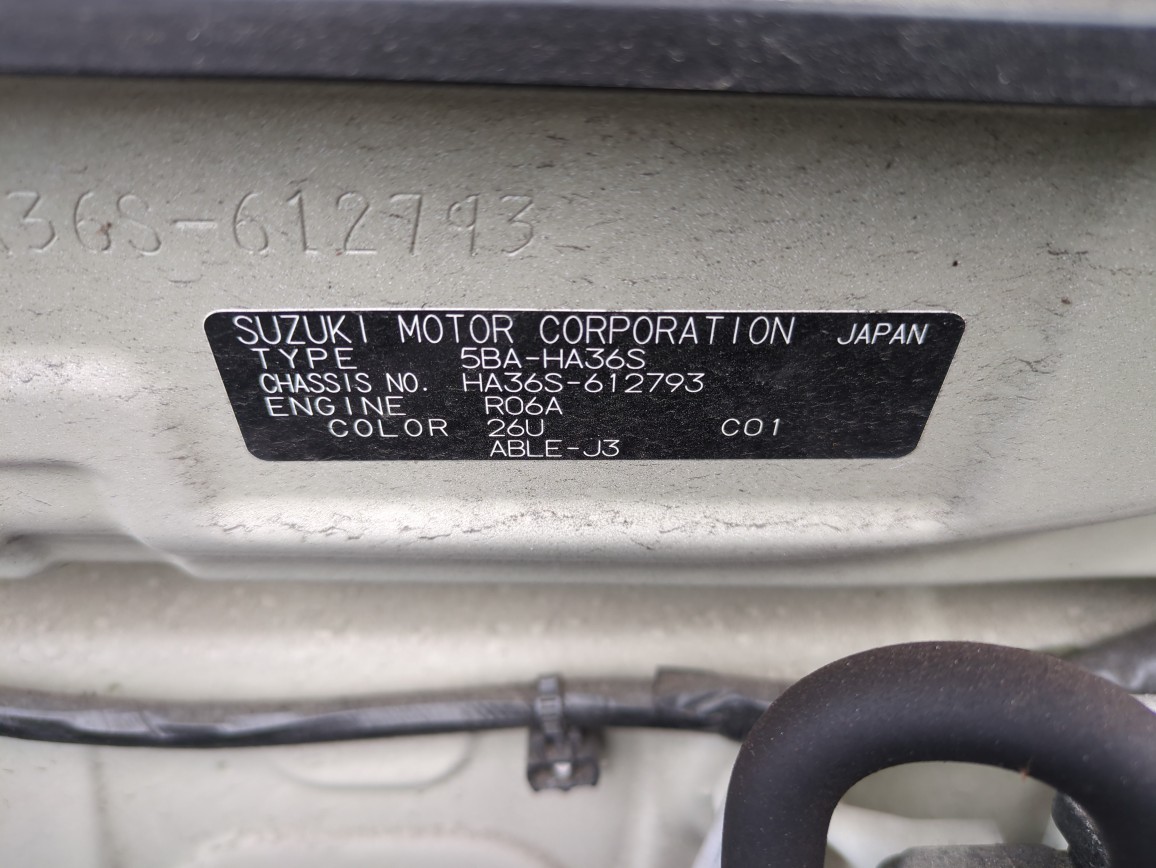 36S-612793
SUZUKI MOTOR CORPORATION JAPAN
TYPE 5BA-HA36S
CHASSIS NO. HA36S-612793
ENGINE R06A
COLOR 26U C01
ABLE-J3